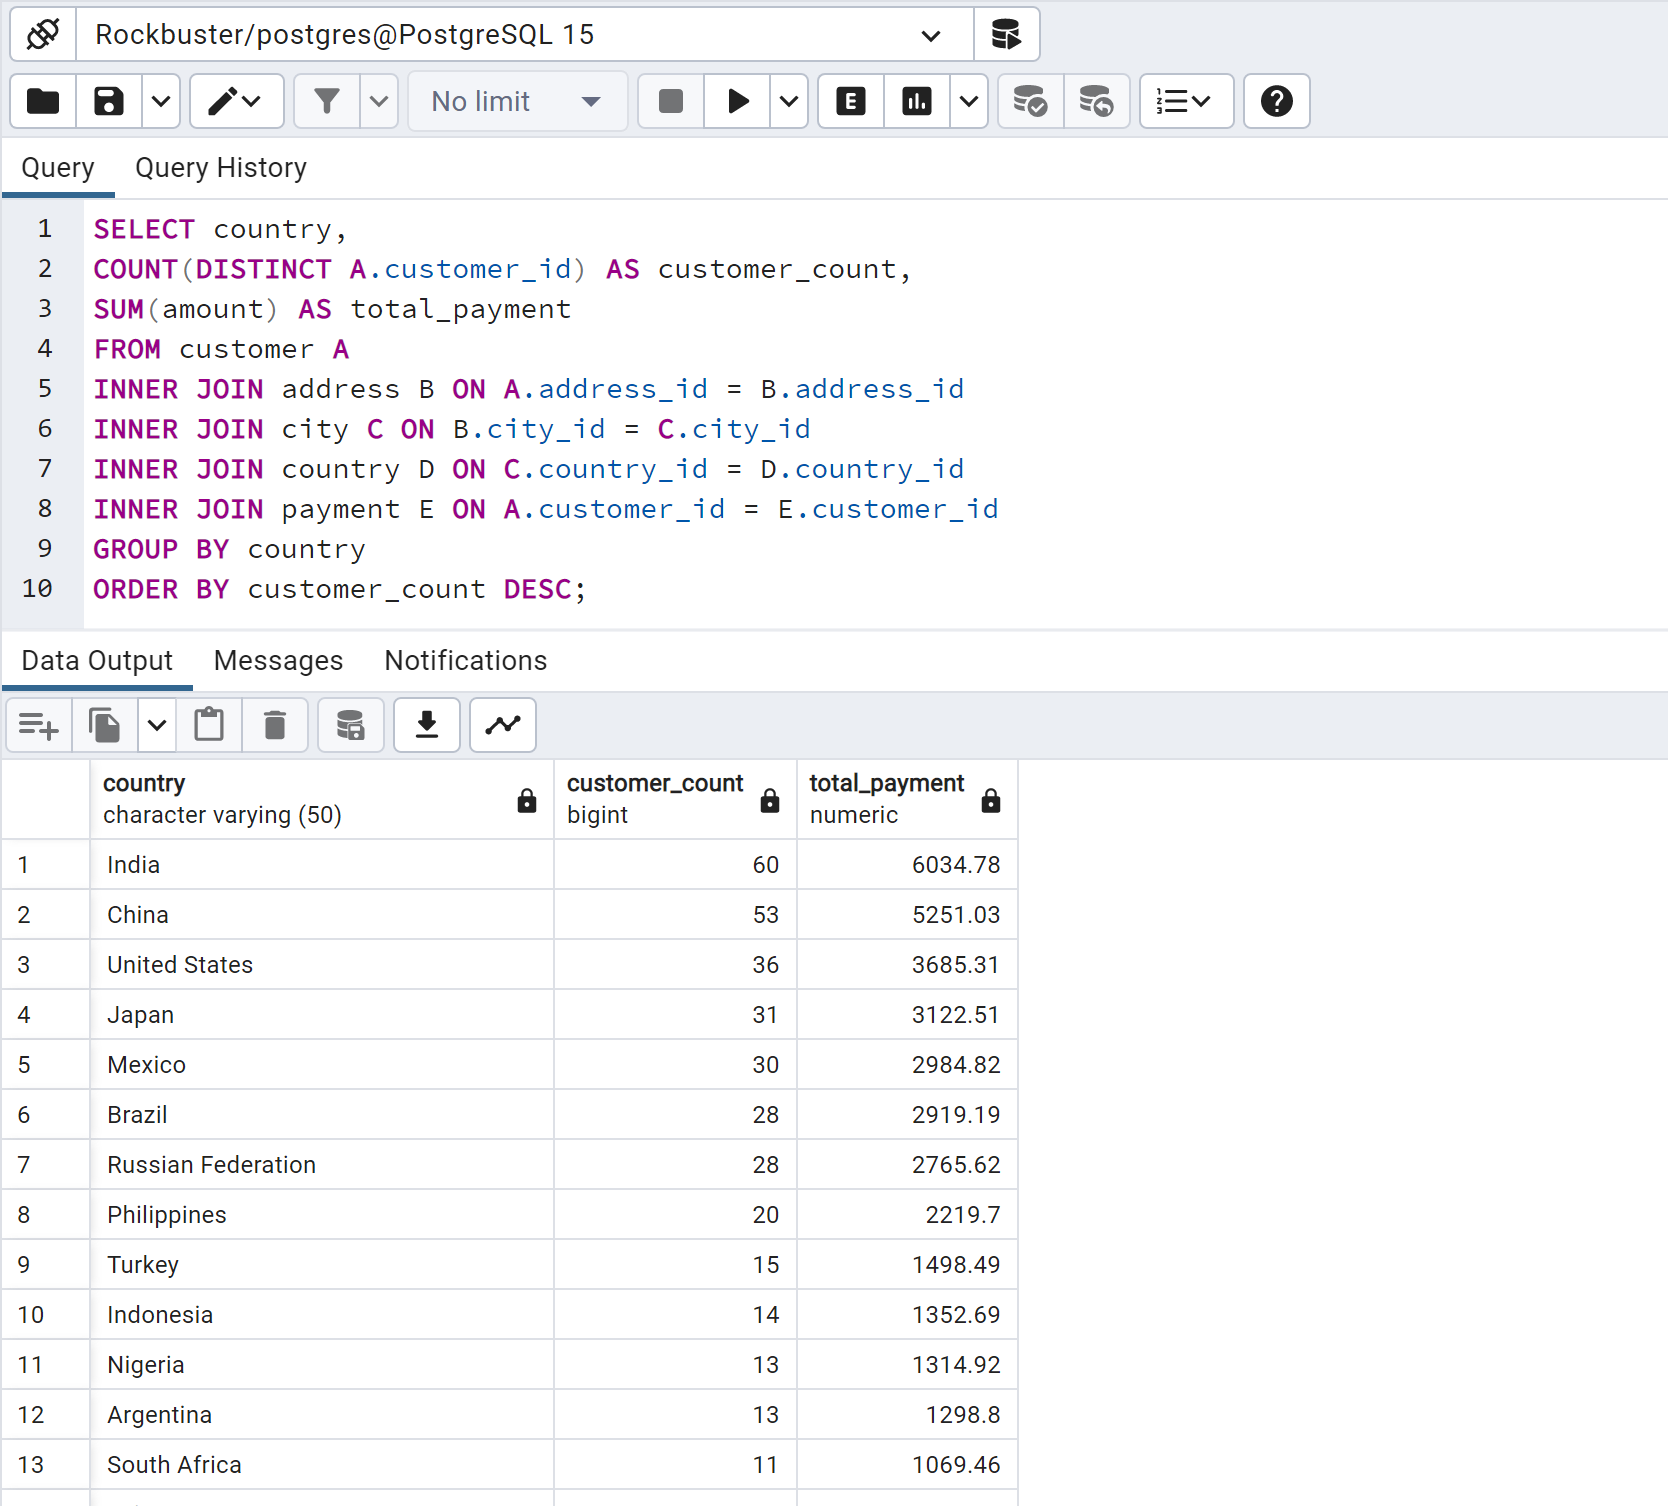 Rockbuster/postgres@PostgreSQL 15
No limit
Query Query History
1 SELECT country,
2 COUNT(DISTINCT A.customer_id) AS customer_count,
3 SUM(amount) AS total_payment
4 FROM customer A
5 INNER JOIN address B ON A.address_id = B.address_id
6 INNER JOIN city C ON B.city_id = C.city_id
7 INNER JOIN country D ON C.country_id = D.country_id
8 INNER JOIN payment E ON A.customer_id = E.customer_id
9 GROUP BY country
10 ORDER BY customer_count DESC;
Data Output Messages Notifications
country customer_count total_payment
character varying (50) bigint numeric
1 India 60 6034.78
2 China 53 5251.03
3 United States 36 3685.31
4 Japan 31 3122.51
5 Mexico 30 2984.82
6 Brazil 28 2919.19
7 Russian Federation 28 2765.62
8 Philippines 20 2219.7
9 Turkey 15 1498.49
10 Indonesia 14 1352.69
11 Nigeria 13 1314.92
12 Argentina 13 1298.8
13 South Africa 11 1069.46